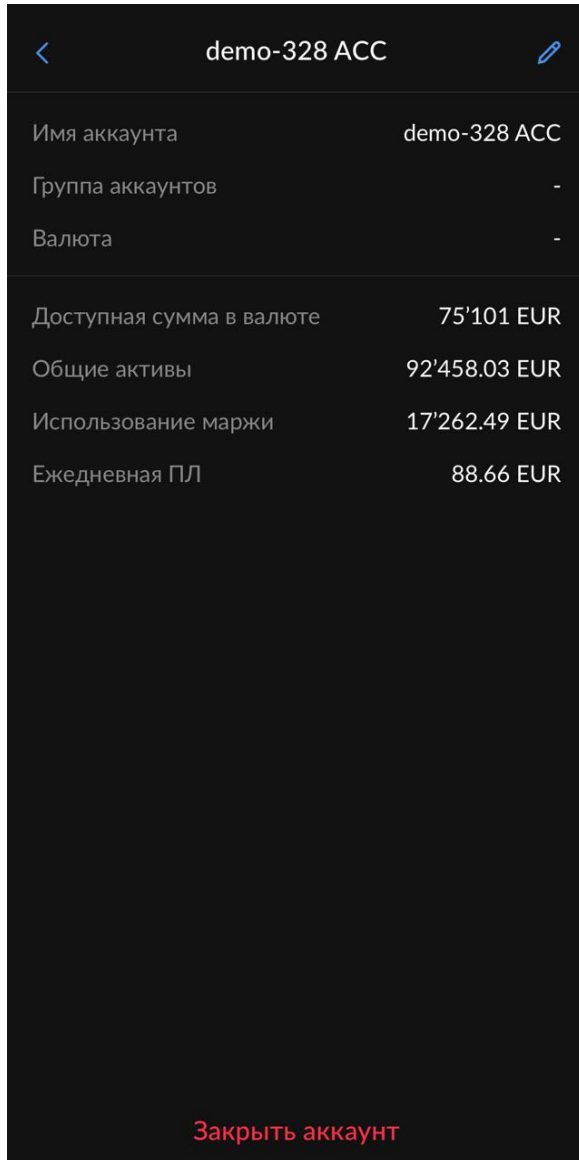 demo-328 ACC
Имя аккаунта demo-328 ACC
Группа аккаунтов -
Валюта -
Доступная сумма в валюте 75’101 EUR
Общие активы 92’458.03 EUR
Использование маржи 17’262.49 EUR
Ежедневная ПЛ 88.66 EUR
Закрыть аккаунт